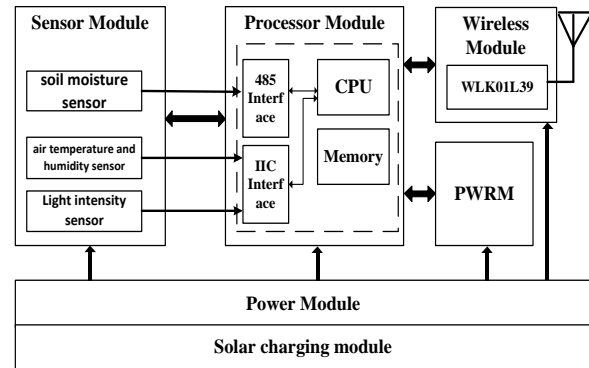 Sensor Module
soil moisture
sensor
air temperature and
humidity sensor
Light intensity
sensor
Processor Module
485
Interf
ace
IIC
Interf
ace
CPU
Memory
Wireless
Module
WLK01L39
PWRM
Power Module
Solar charging module